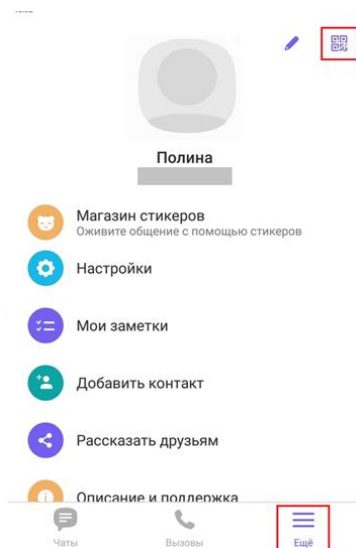 Полина
Магазин стикеров
Оживите общение с помощью стикеров
Настройки
Мои заметки
Добавить контакт
Рассказать друзьям
Описание и поддержка
Чаты
Вызовы
Ещё